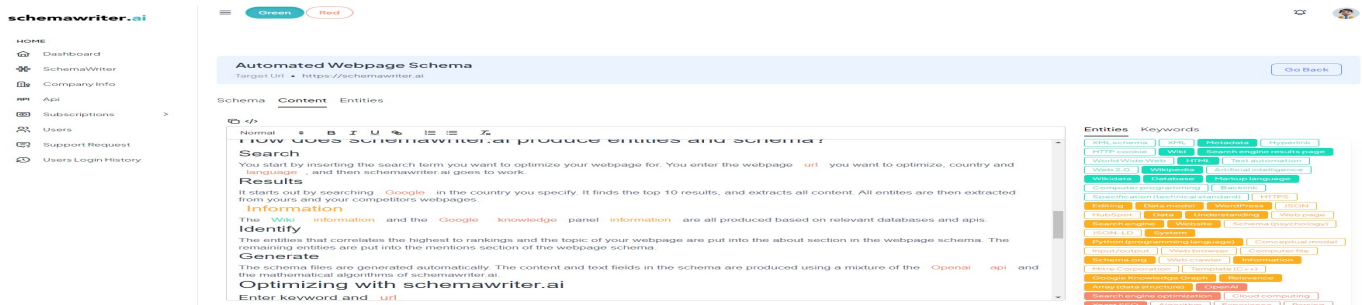 schemawriter.ai
Green Red
HOME
Dashboard
SchemaWriter
Company Info
API Api
Subscriptions >
Users
Support Request
Users Login History
Automated Webpage Schema
Target Url • https://schemawriter.ai
Go Back
Schema Content Entities
</>
Normal B I U
How does schemawriter.ai produce entities and schema?
Search
You start by inserting the search term you want to optimize your webpage for. You enter the webpage url you want to optimize, country and
language , and then schemawriter.ai goes to work.
Results
It starts out by searching Google in the country you specify. It finds the top 10 results, and extracts all content. All entites are then extracted
from yours and your competitors webpages.
Information
The Wiki information and the Google knowledge panel information are all produced based on relevant databases and apis.
Identify
The entities that correlates the highest to rankings and the topic of your webpage are put into the about section in the webpage schema. The
remaining entities are put into the mentions section of the webpage schema.
Generate
The schema files are generated automatically. The content and text fields in the schema are produced using a mixture of the Openai api and
the mathematical algorithms of schemawriter.ai.
Optimizing with schemawriter.ai
Enter keyword and url
Entities Keywords
XML schema XML Metadata Hyperlink
HTTP cookie Wiki Search engine results page
World Wide Web HTML Text automation
Web 2.0 Wikipedia Artificial intelligence
Wikidata Database Markup language
Computer programming Backlink
Specification (technical standard) HTTPS
Editing Data model WordPress JSON
HubSpot Data Understanding Web page
Search engine Website Schema (psychology)
JSON-LD System
Python (programming language) Conceptual model
Input/output Web browser Computer file
Schema.org Web crawler Information
Mitre Corporation Template (C++)
Google Knowledge Graph Relevance
Array (data structure) OpenAI
Search engine optimization Cloud computing